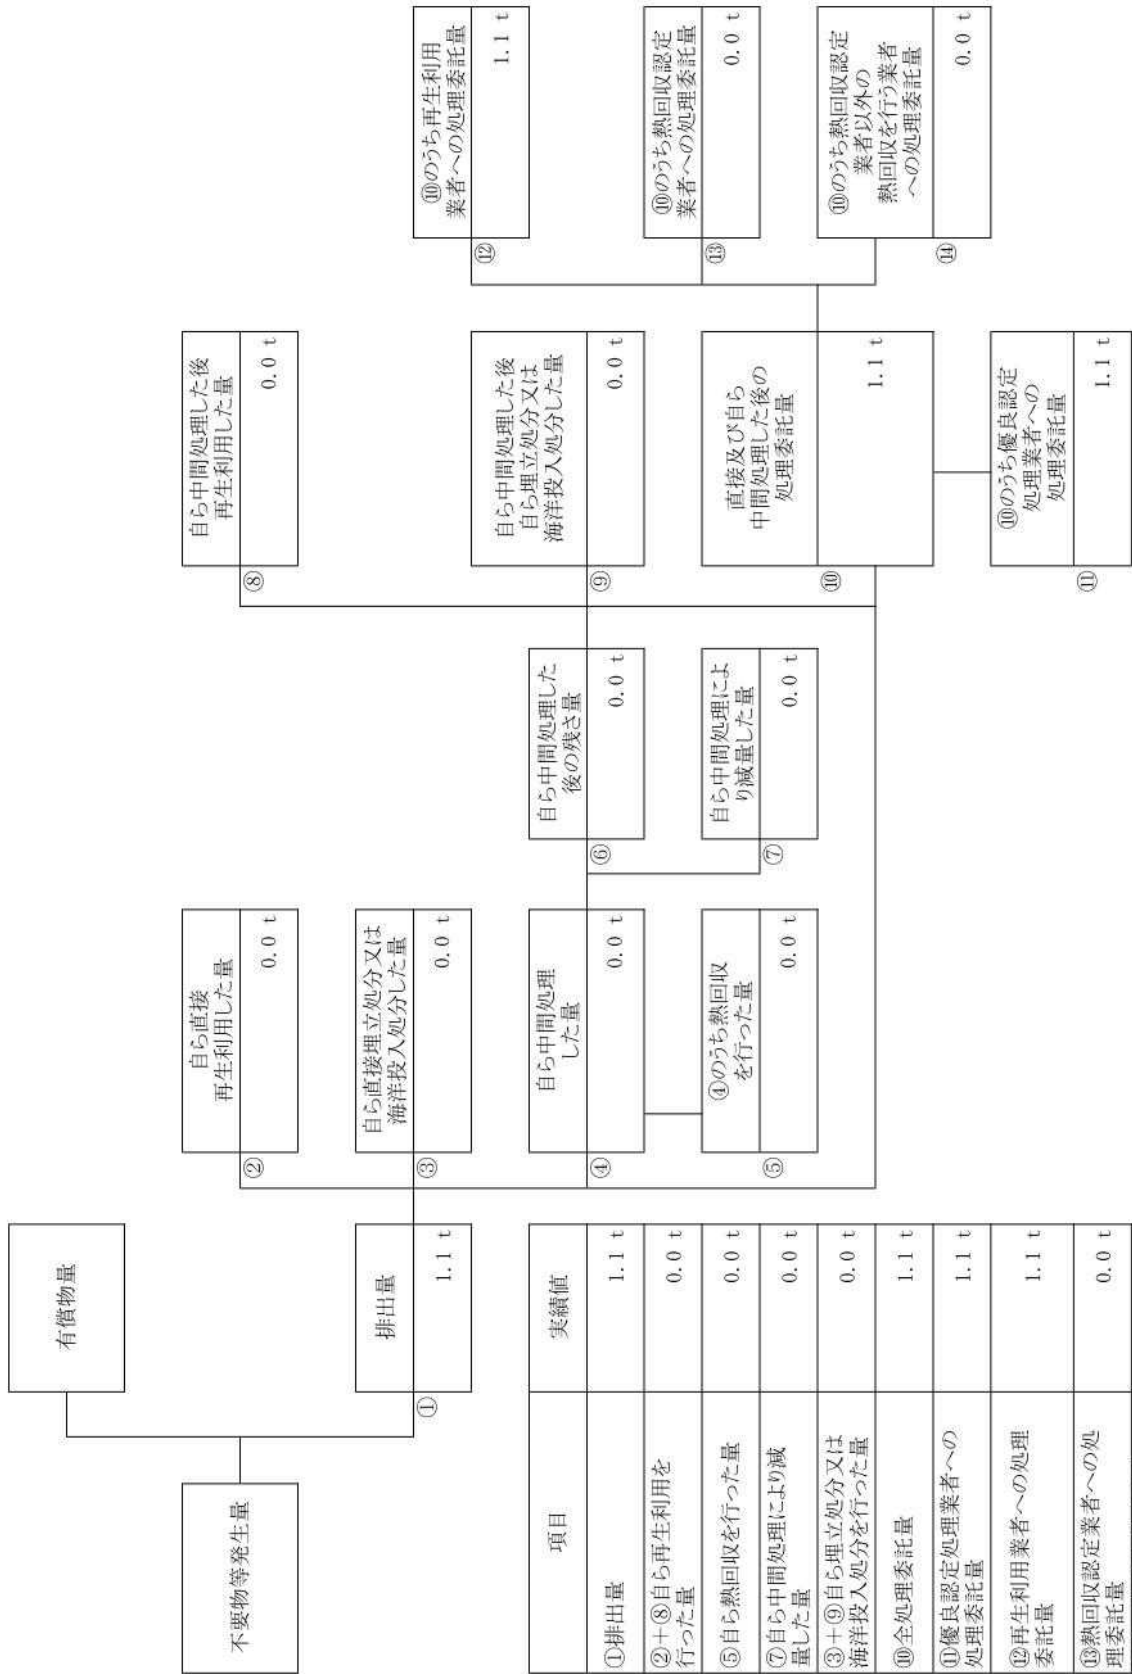 有償物量
不要物等発生量
排出量
①
1.1 t
自ら直接
再生利用した量
②
0.0 t
自ら直接埋立処分又は
海洋投入処分した量
③
0.0 t
自ら中間処理
した量
④
0.0 t
④のうち熱回収
を行った量
⑤
0.0 t
自ら中間処理した
後の残さ量
⑥
0.0 t
自ら中間処理によ
り減量した量
⑦
0.0 t
自ら中間処理した後
再生利用した量
⑧
0.0 t
自ら中間処理した後
自ら埋立処分又は
海洋投入処分した量
⑨
0.0 t
直接及び自ら
中間処理した後の
処理委託量
⑩
1.1 t
⑩のうち優良認定
処理業者への
処理委託量
⑪
1.1 t
⑩のうち再生利用
業者への処理委託量
⑫
1.1 t
⑩のうち熱回収認定
業者への処理委託量
⑬
0.0 t
⑩のうち熱回収認定
業者以外の
熱回収を行う業者
への処理委託量
⑭
0.0 t
項目 実績値
①排出量 1.1 t
②+⑧自ら再生利用を
行った量 0.0 t
⑤自ら熱回収を行った量 0.0 t
⑦自ら中間処理により減
量した量 0.0 t
③+⑨自ら埋立処分又は
海洋投入処分を行った量 0.0 t
⑩全処理委託量 1.1 t
⑪優良認定処理業者への
処理委託量 1.1 t
⑫再生利用業者への処理
委託量 1.1 t
⑬熱回収認定業者への処
理委託量 0.0 t